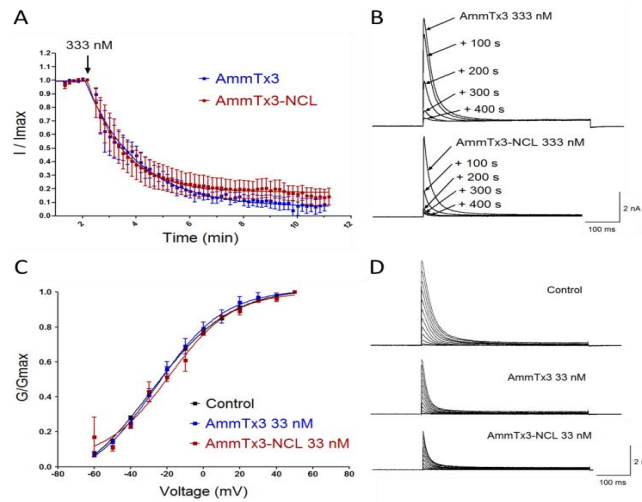 A
333 nM
AmmTx3
AmmTx3-NCL
I / Imax
1.0
0.9
0.8
0.7
0.6
0.5
0.4
0.3
0.2
0.1
0.0
2
4
6
8
10
12
Time (min)
B
AmmTx3 333 nM
+ 100 s
+ 200 s
+ 300 s
+ 400 s
AmmTx3-NCL 333 nM
+ 100 s
+ 200 s
+ 300 s
+ 400 s
2 nA
100 ms
C
G/Gmax
1.0
0.8
0.6
0.4
0.2
0.0
Control
AmmTx3 33 nM
AmmTx3-NCL 33 nM
-80 -60 -40 -20 0 20 40 60 80
Voltage (mV)
D
Control
AmmTx3 33 nM
AmmTx3-NCL 33 nM
100 ms